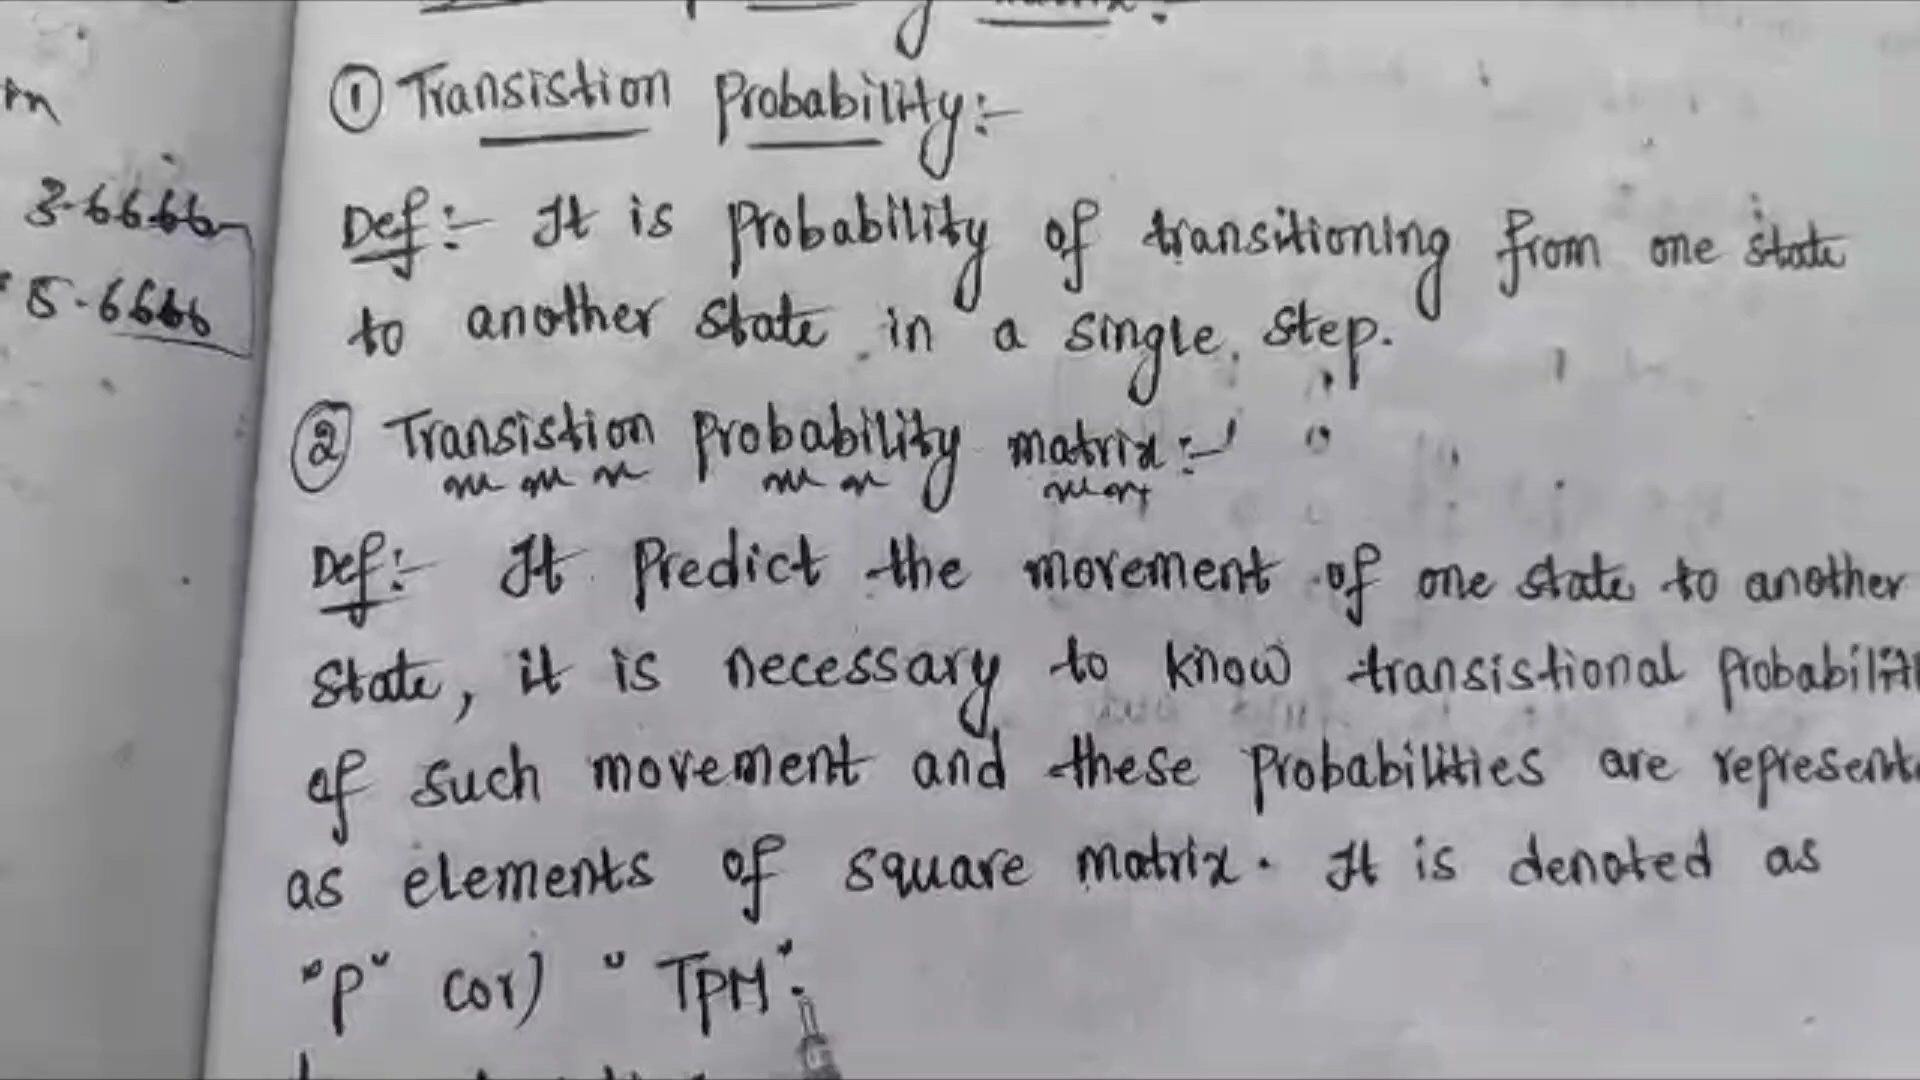 in
3.6666
5.6666
① Transistion Probability:-
Def:- It is Probability of transitioning from one state
to another state in a single step.
② Transistion Probability matrix:-
Def:- It Predict the movement of one state to another
state, it is necessary to know transistional Probabiliti
of such movement and these Probabilities are represent
as elements of square matrix. It is denoted as
"P" (or) "TPM".